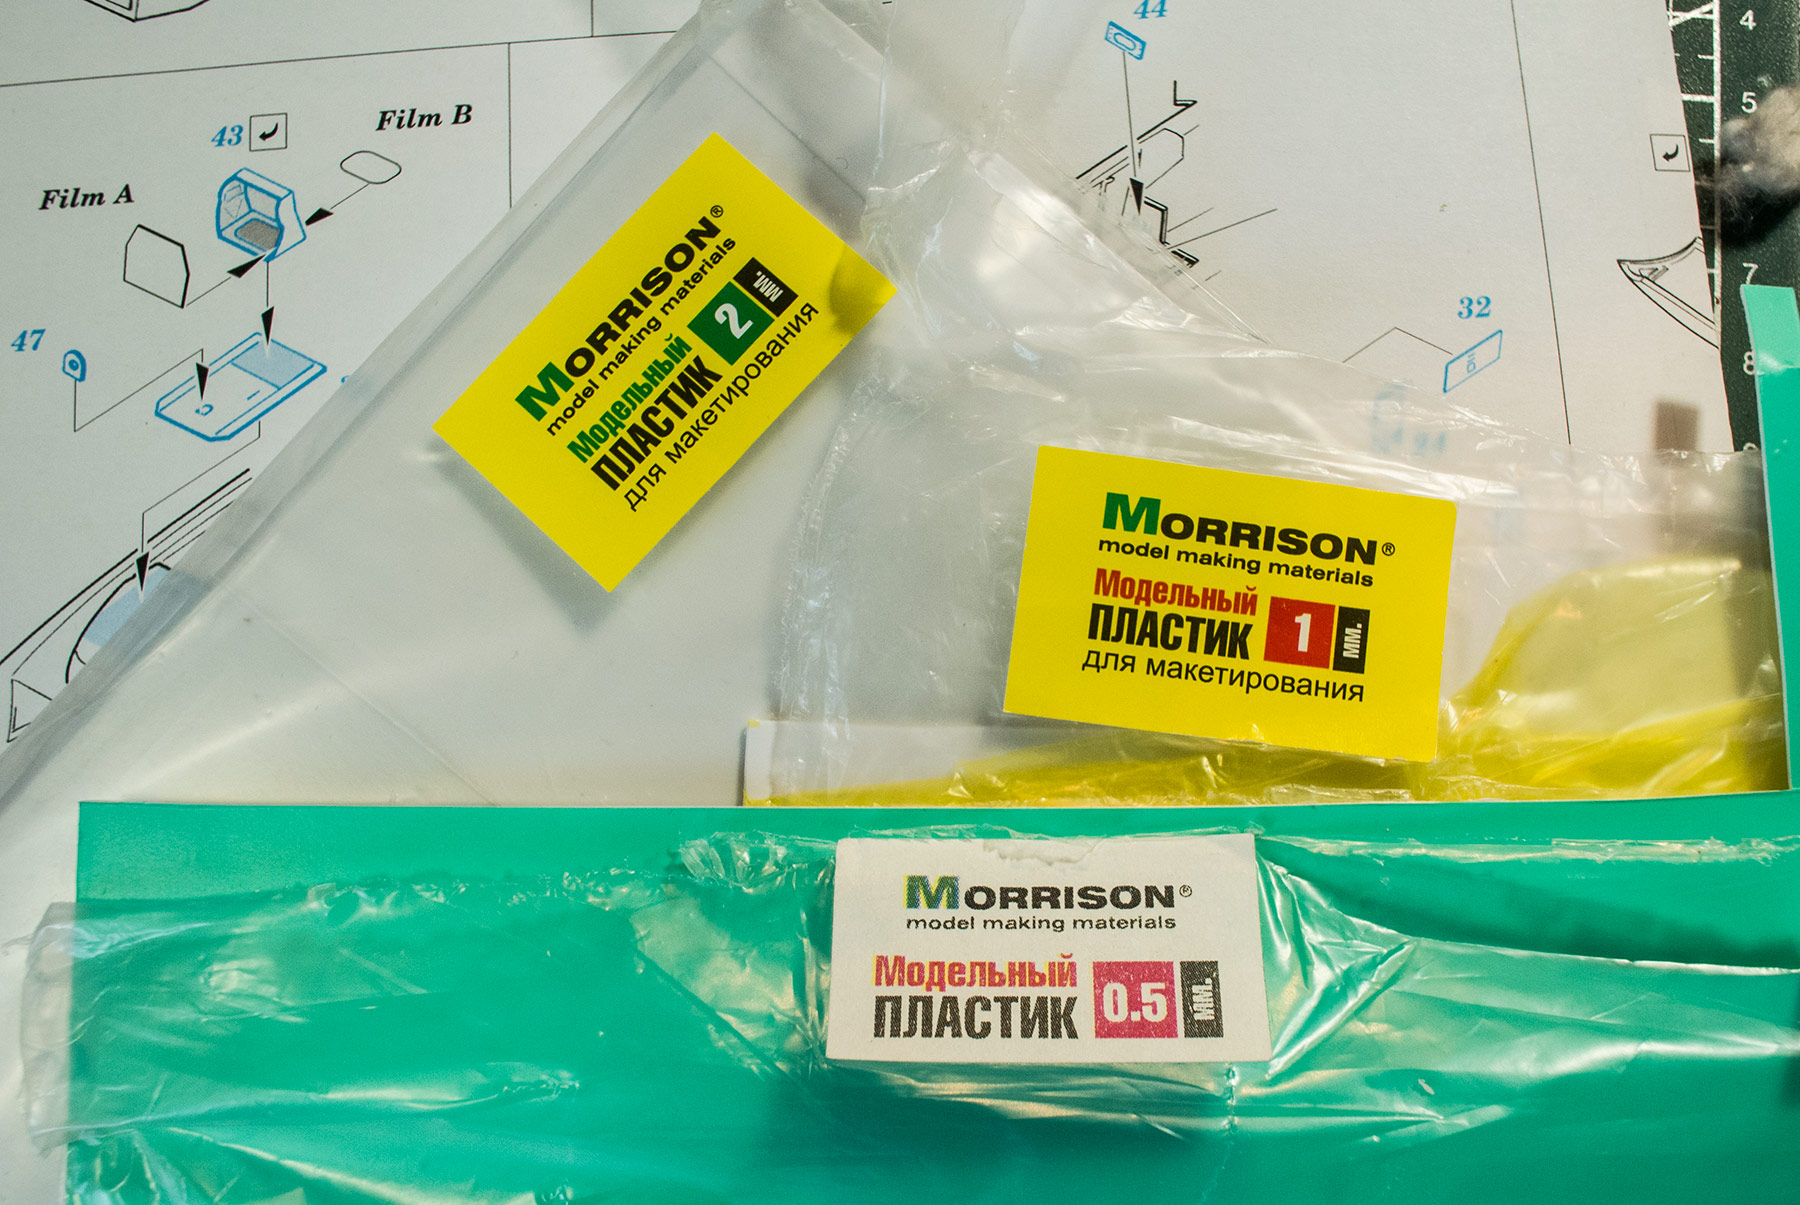 44
4
5
7
8
43
Film B
Film A
47
32
MORRISON®
model making materials
Модельный
ПЛАСТИК 2 ММ.
для макетирования
MORRISON®
model making materials
Модельный
ПЛАСТИК 1 ММ.
для макетирования
MORRISON®
model making materials
Модельный
ПЛАСТИК 0.5 ММ.